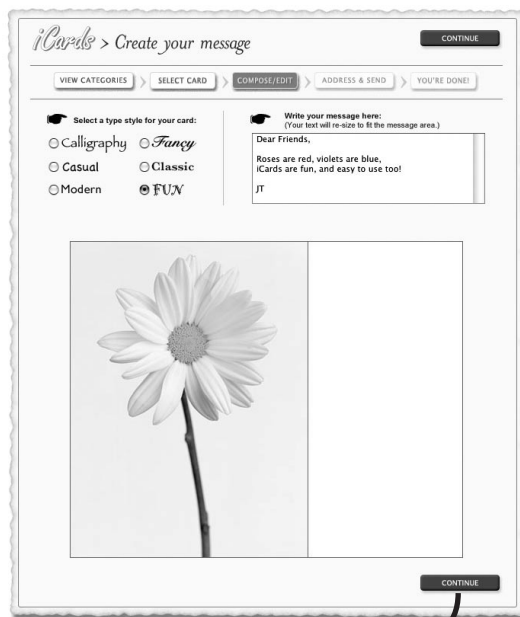 iCards > Create your message
CONTINUE
VIEW CATEGORIES > SELECT CARD > COMPOSE/EDIT > ADDRESS & SEND > YOU'RE DONE!
Select a type style for your card:
Calligraphy Fancy
Casual Classic
Modern FUN
Write your message here:
(Your text will re-size to fit the message area.)
Dear Friends,
Roses are red, violets are blue,
iCards are fun, and easy to use too!
JT
CONTINUE